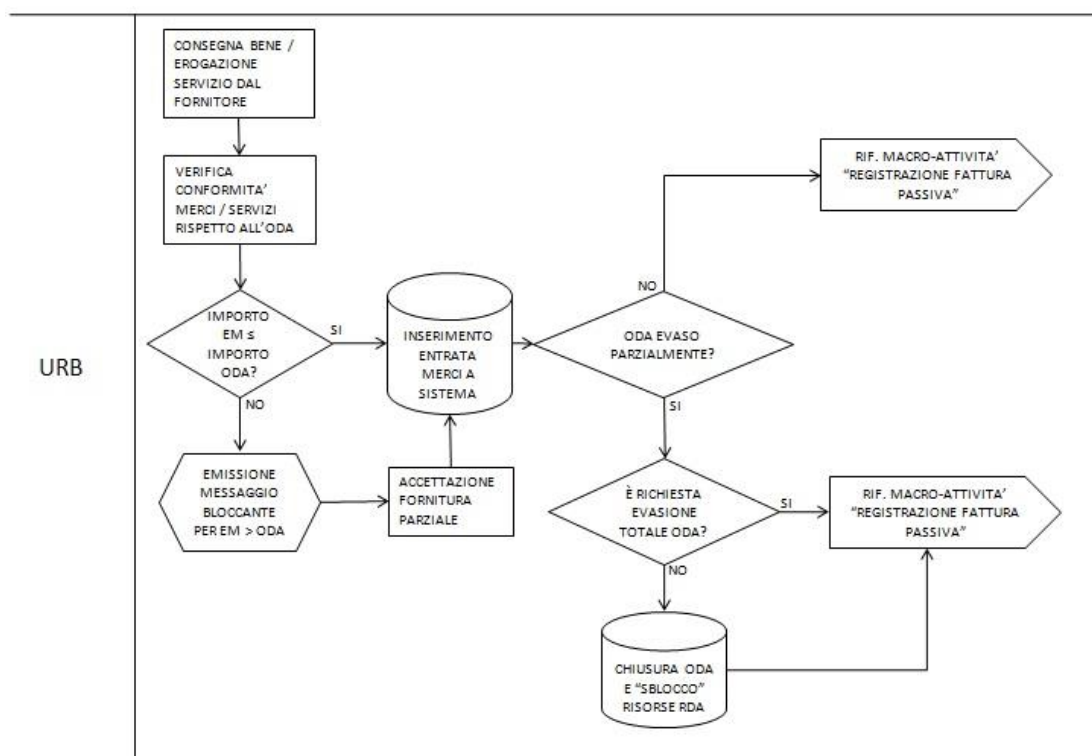 URB
CONSEGNA BENE /
EROGAZIONE
SERVIZIO DAL
FORNITORE
VERIFICA
CONFORMITA’
MERCI / SERVIZI
RISPETTO ALL’ODA
IMPORTO
EM ≤
IMPORTO
ODA?
SI
NO
EMISSIONE
MESSAGGIO
BLOCCANTE
PER EM > ODA
ACCETTAZIONE
FORNITURA
PARZIALE
INSERIMENTO
ENTRATA
MERCI A
SISTEMA
ODA EVASO
PARZIALMENTE?
NO
RIF. MACRO-ATTIVITA’
“REGISTRAZIONE FATTURA
PASSIVA”
SI
È RICHIESTA
EVASIONE
TOTALE ODA?
SI
RIF. MACRO-ATTIVITA’
“REGISTRAZIONE FATTURA
PASSIVA”
NO
CHIUSURA ODA
E “SBLOCCO”
RISORSE RDA